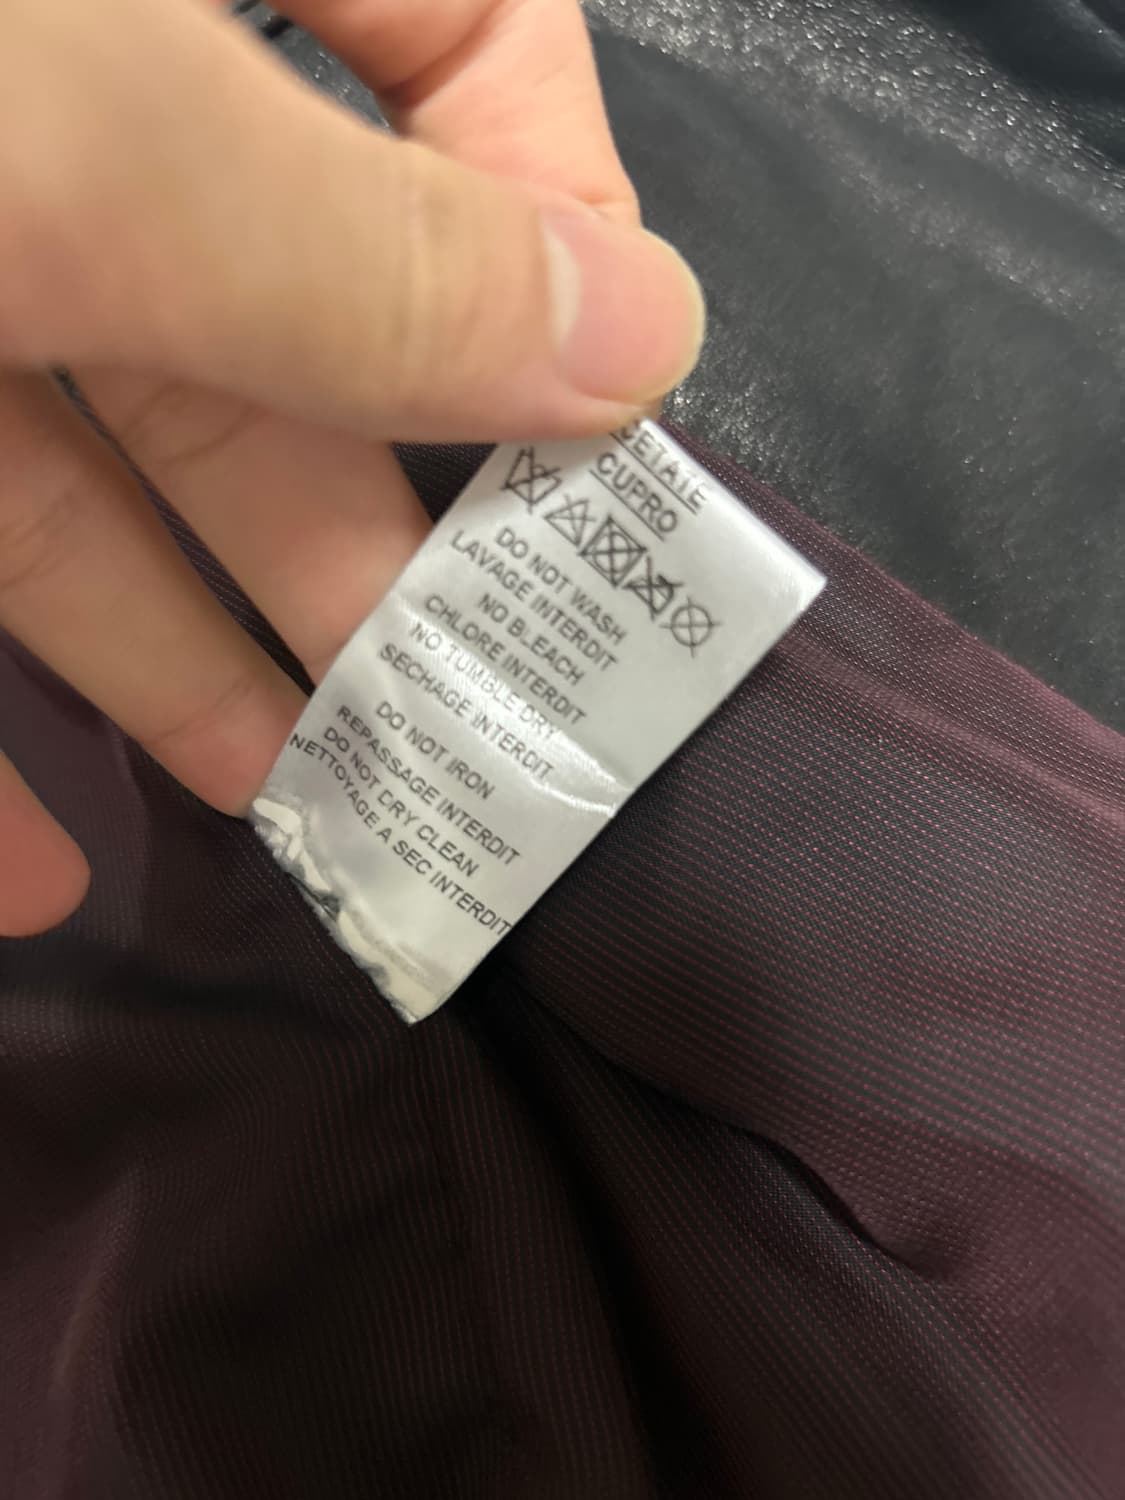 CETATE
CUPRO
DO NOT WASH
LAVAGE INTERDIT
NO BLEACH
CHLORE INTERDIT
NO TUMBLE DRY
SECHAGE INTERDIT
DO NOT IRON
REPASSAGE INTERDIT
DO NOT DRY CLEAN
NETTOYAGE A SEC INTERDIT